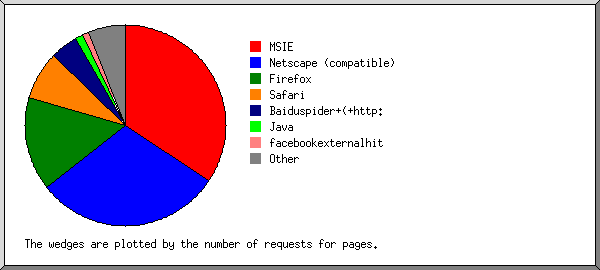 MSIE
Netscape (compatible)
Firefox
Safari
Baiduspider+(+http:
Java
facebookexternalhit
Other
The wedges are plotted by the number of requests for pages.